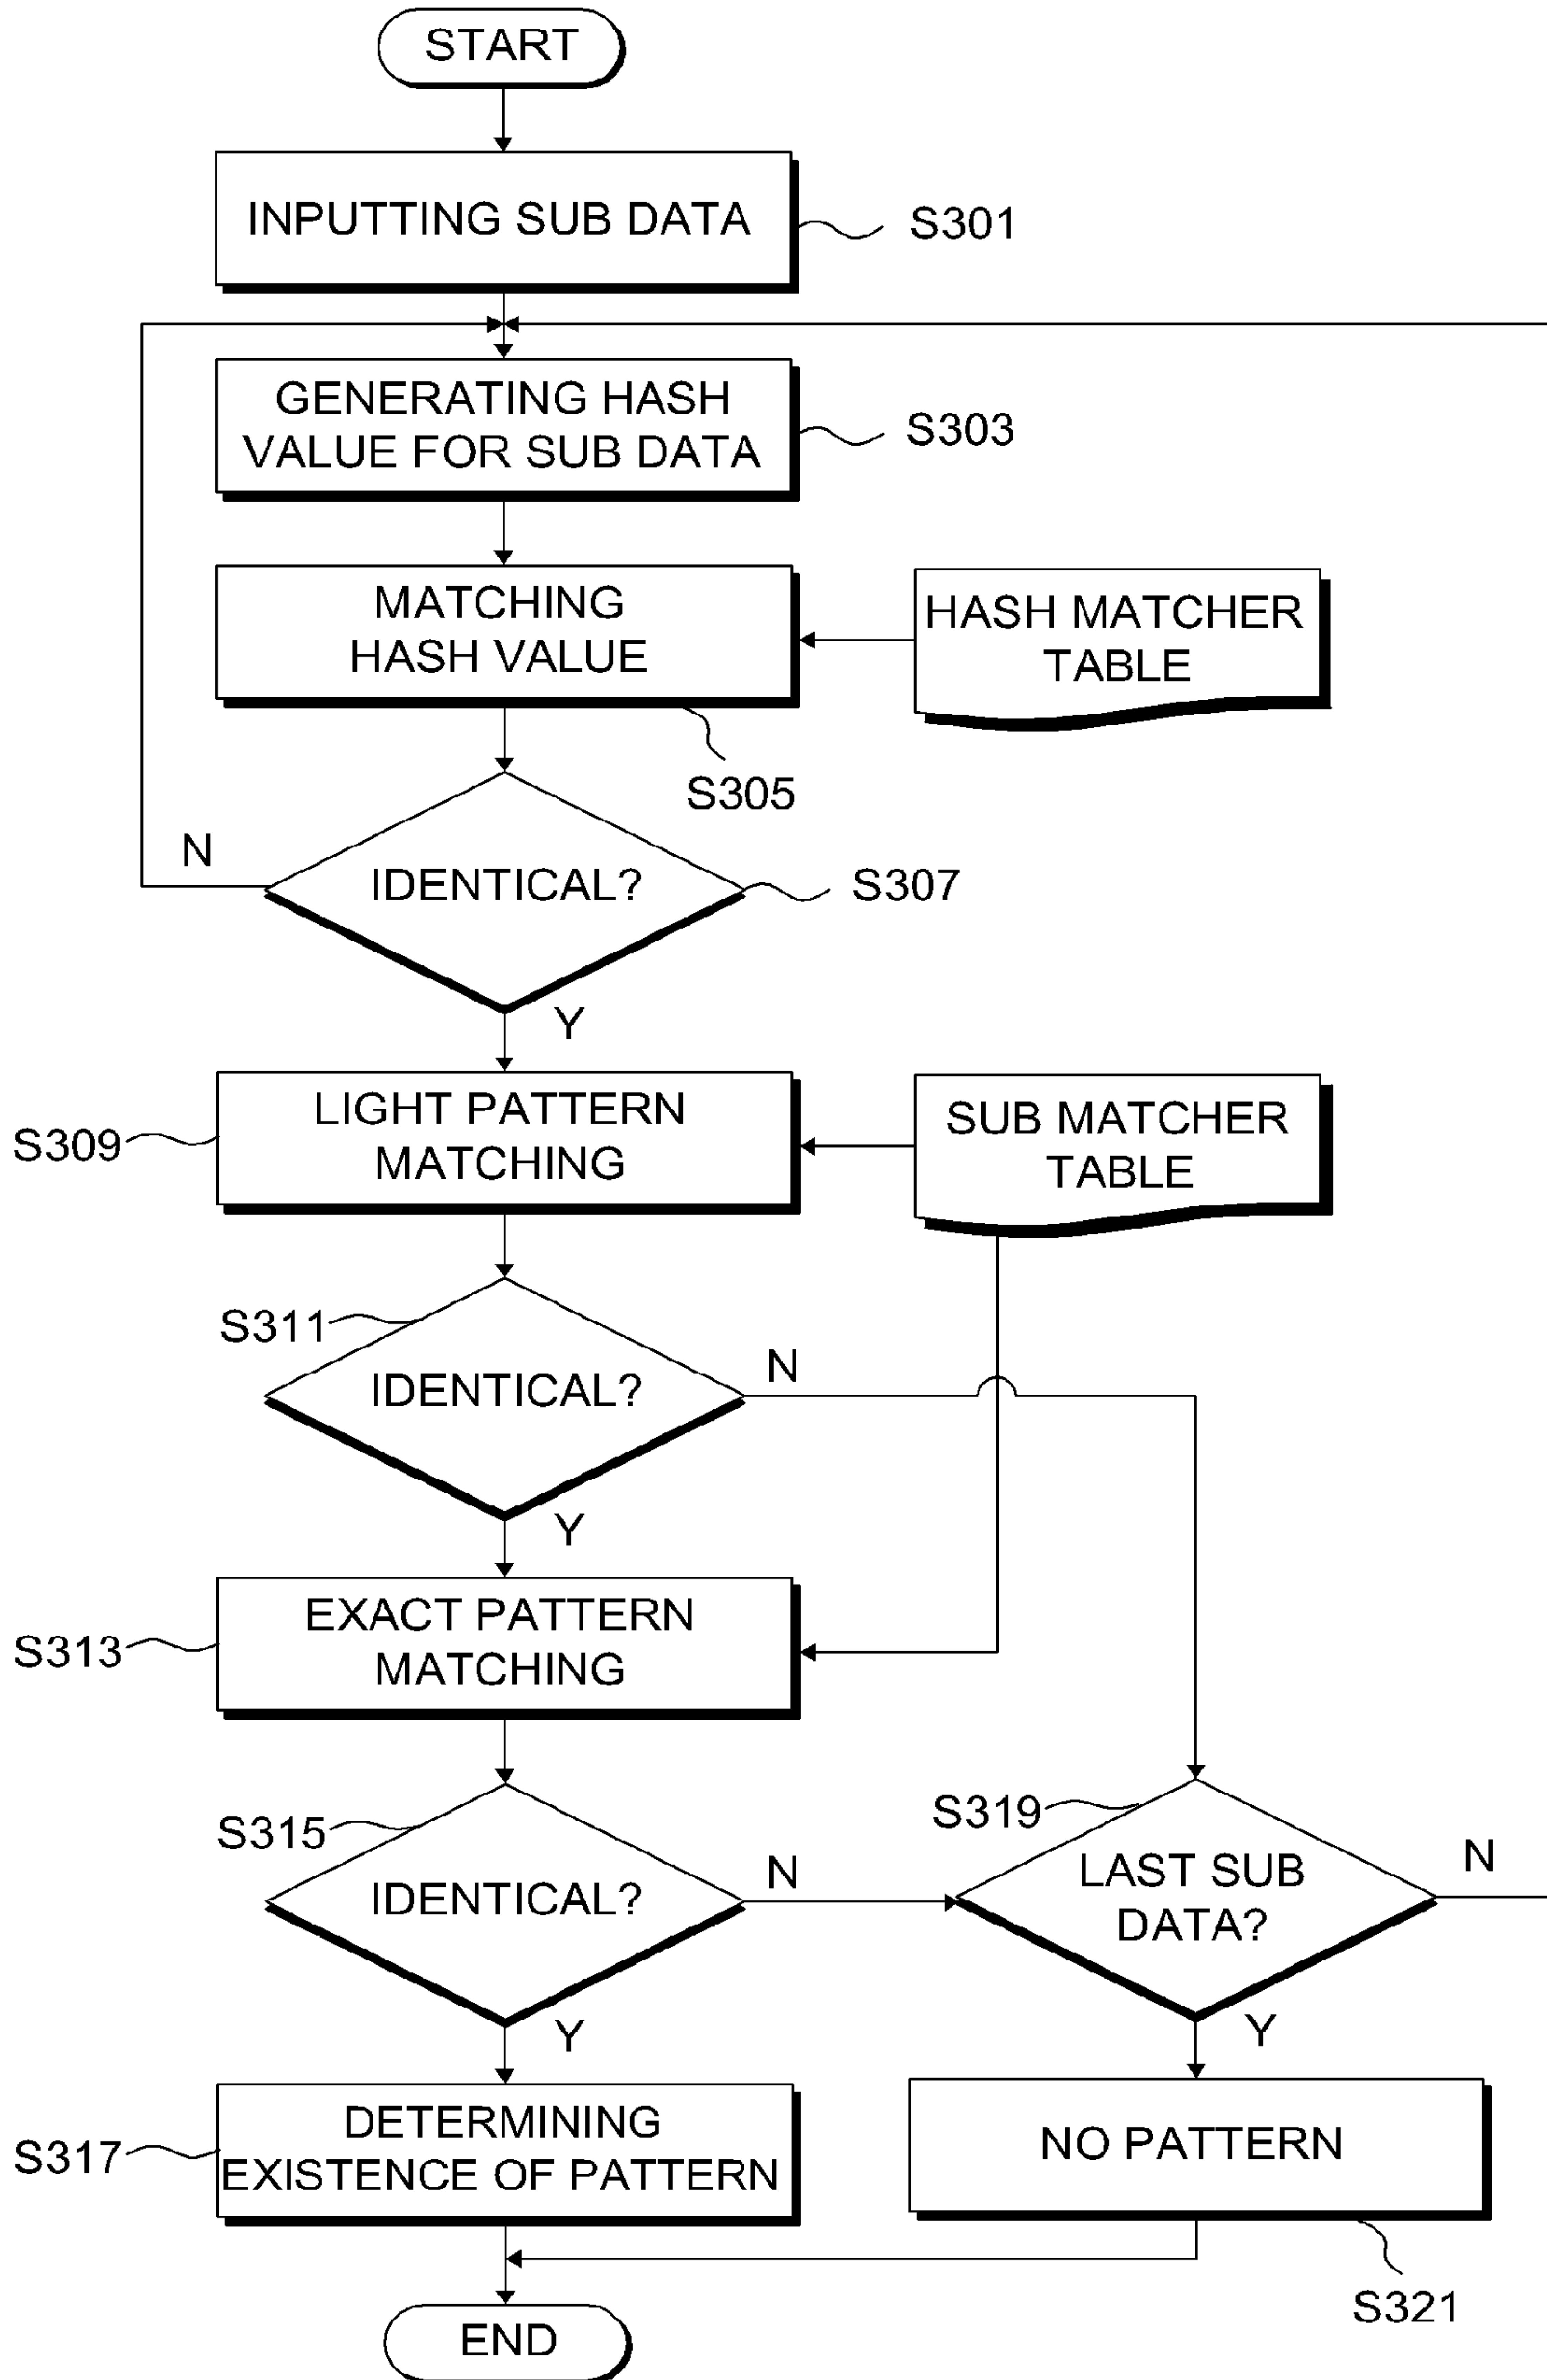 START
INPUTTING SUB DATA
S301
GENERATING HASH
VALUE FOR SUB DATA
S303
MATCHING
HASH VALUE
HASH MATCHER
TABLE
S305
N
IDENTICAL?
S307
Y
LIGHT PATTERN
MATCHING
S309
SUB MATCHER
TABLE
S311
IDENTICAL?
N
Y
EXACT PATTERN
MATCHING
S313
S315
IDENTICAL?
N
S319
LAST SUB
DATA?
N
Y
Y
DETERMINING
EXISTENCE OF PATTERN
S317
NO PATTERN
S321
END